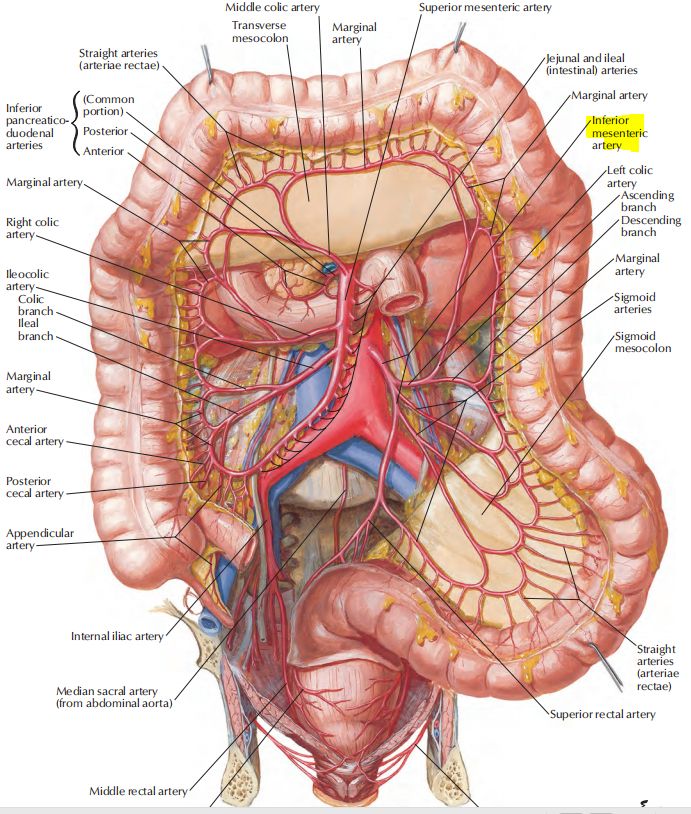 Middle colic artery
Superior mesenteric artery
Transverse
mesocolon
Marginal
artery
Straight arteries
(arteriae rectae)
Jejunal and ileal
(intestinal) arteries
Marginal artery
Inferior
pancreatico-
duodenal
arteries
(Common
portion)
Posterior
Anterior
Inferior
mesenteric
artery
Marginal artery
Left colic
artery
Ascending
branch
Descending
branch
Right colic
artery
Marginal
artery
Ileocolic
artery
Colic
branch
Ileal
branch
Sigmoid
arteries
Sigmoid
mesocolon
Marginal
artery
Anterior
cecal artery
Posterior
cecal artery
Appendicular
artery
Internal iliac artery
Straight
arteries
(arteriae
rectae)
Median sacral artery
(from abdominal aorta)
Superior rectal artery
Middle rectal artery